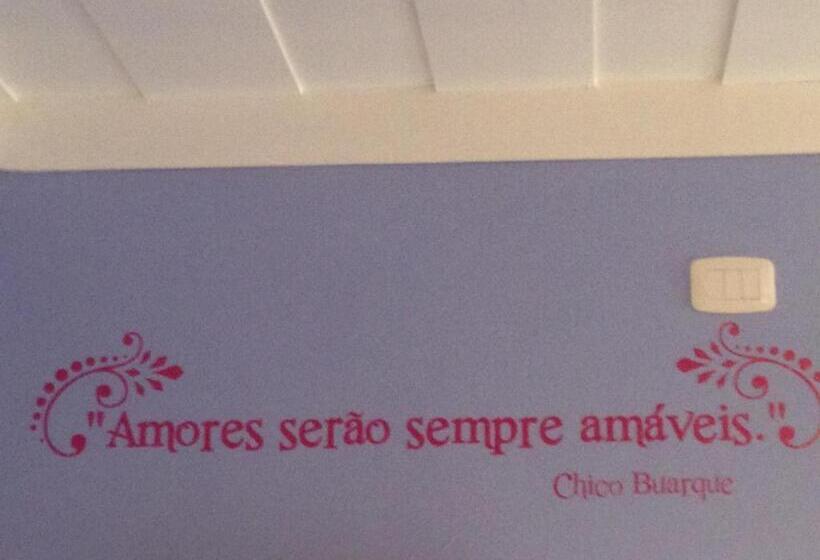 "Amores serão sempre amáveis."
Chico Buarque